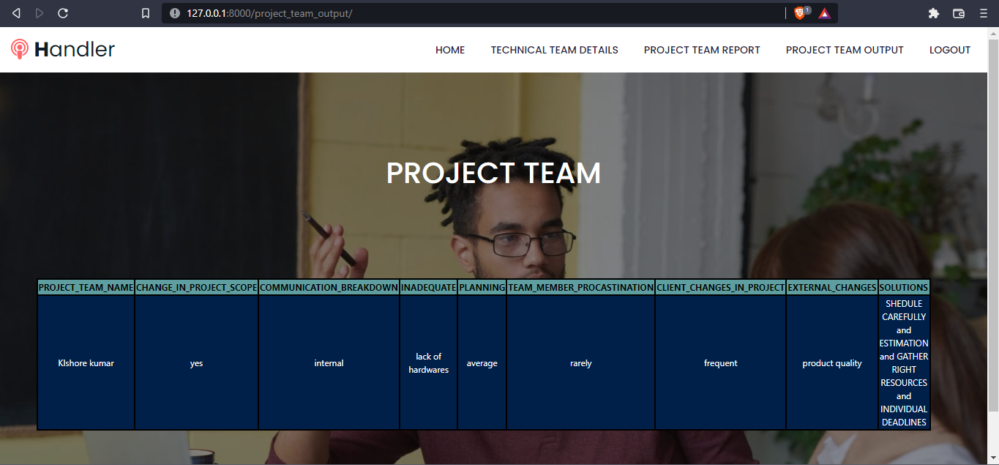 127.0.0.1:8000/project_team_output/
1
Handler
HOME
TECHNICAL TEAM DETAILS
PROJECT TEAM REPORT
PROJECT TEAM OUTPUT
LOGOUT
PROJECT TEAM
PROJECT_TEAM_NAME CHANGE_IN_PROJECT_SCOPE COMMUNICATION_BREAKDOWN INADEQUATE PLANNING TEAM_MEMBER_PROCASTINATION CLIENT_CHANGES_IN_PROJECT EXTERNAL_CHANGES SOLUTIONS
KIshore kumar
yes
internal
lack of
hardwares
average
rarely
frequent
product quality
SHEDULE
CAREFULLY
and
ESTIMATION
and GATHER
RIGHT
RESOURCES
and
INDIVIDUAL
DEADLINES